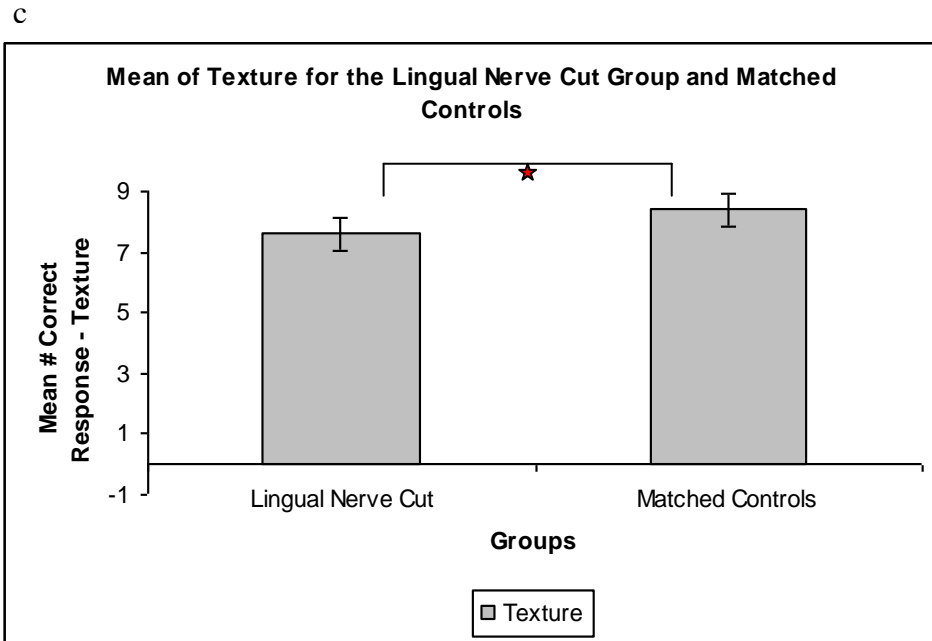 c
Mean of Texture for the Lingual Nerve Cut Group and Matched
Controls
9
7
5
3
1
-1
Mean # Correct
Response - Texture
Lingual Nerve Cut
Matched Controls
Groups
Texture